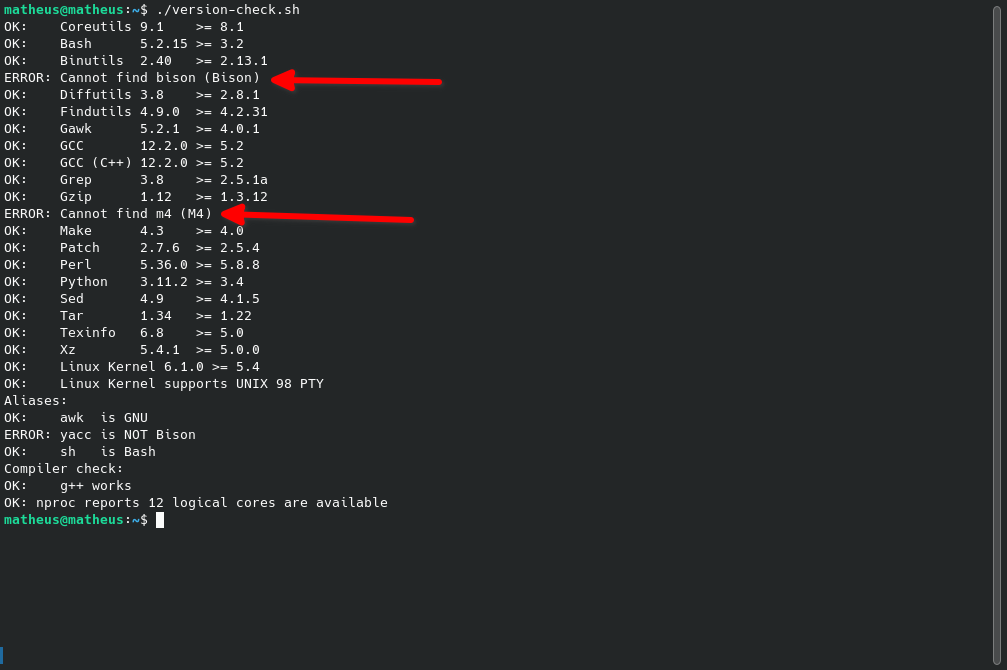 matheus@matheus:~$ ./version-check.sh
OK:    Coreutils 9.1    >= 8.1
OK:    Bash      5.2.15 >= 3.2
OK:    Binutils  2.40   >= 2.13.1
ERROR: Cannot find bison (Bison)
OK:    Diffutils 3.8    >= 2.8.1
OK:    Findutils 4.9.0  >= 4.2.31
OK:    Gawk      5.2.1  >= 4.0.1
OK:    GCC       12.2.0 >= 5.2
OK:    GCC (C++) 12.2.0 >= 5.2
OK:    Grep      3.8    >= 2.5.1a
OK:    Gzip      1.12   >= 1.3.12
ERROR: Cannot find m4 (M4)
OK:    Make      4.3    >= 4.0
OK:    Patch     2.7.6  >= 2.5.4
OK:    Perl      5.36.0 >= 5.8.8
OK:    Python    3.11.2 >= 3.4
OK:    Sed       4.9    >= 4.1.5
OK:    Tar       1.34   >= 1.22
OK:    Texinfo   6.8    >= 5.0
OK:    Xz        5.4.1  >= 5.0.0
OK:    Linux Kernel 6.1.0 >= 5.4
OK:    Linux Kernel supports UNIX 98 PTY
Aliases:
OK:    awk  is GNU
ERROR: yacc is NOT Bison
OK:    sh   is Bash
Compiler check:
OK:    g++ works
OK: nproc reports 12 logical cores are available
matheus@matheus:~$